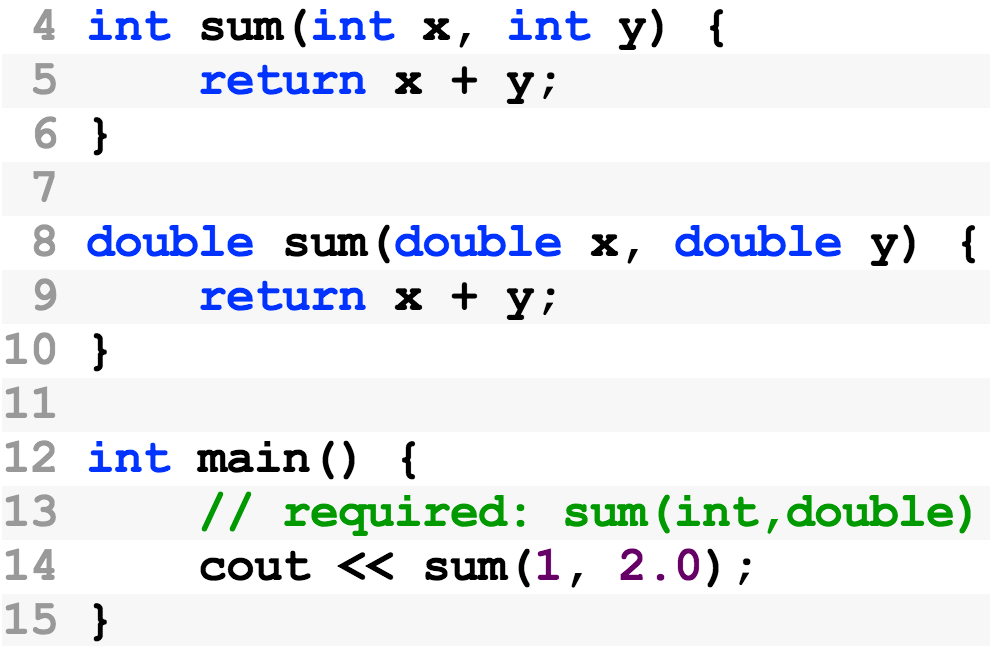 4 int sum(int x, int y) {
5     return x + y;
6 }
7
8 double sum(double x, double y) {
9     return x + y;
10 }
11
12 int main() {
13     // required: sum(int,double)
14     cout << sum(1, 2.0);
15 }